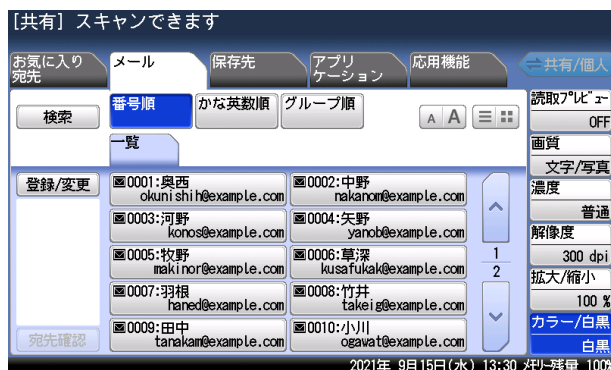 [共有] スキャンできます
お気に入り
宛先
メール
保存先
アプリ
ケーション
応用機能
共有/個人
検索
番号順
かな英数順
グループ順
A A
一覧
登録/変更
0001:奥西
okunishih@example.com
0002:中野
nakanom@example.com
0003:河野
konos@example.com
0004:矢野
yanob@example.com
0005:牧野
makinor@example.com
0006:草深
kusafukak@example.com
0007:羽根
haned@example.com
0008:竹井
takeig@example.com
0009:田中
tanakam@example.com
0010:小川
ogawat@example.com
1
2
宛先確認
読取プレビュー
OFF
画質
文字/写真
濃度
普通
解像度
300 dpi
拡大/縮小
100 %
カラー/白黒
白黒
2021年 9月15日(水) 13:30 メモリー残量 100%